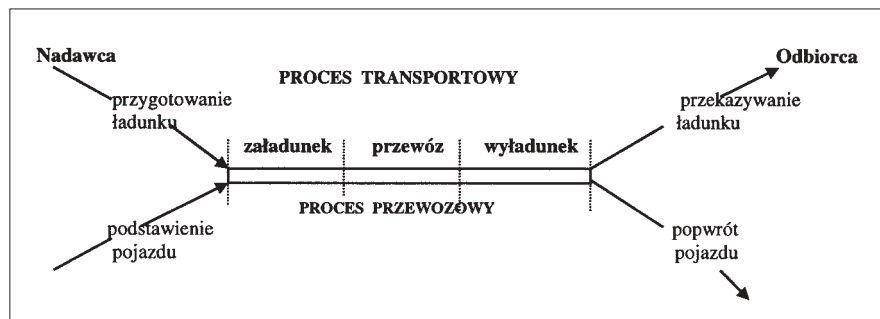 Nadawca
Odbiorca
PROCES TRANSPORTOWY
przygotowanie
ładunku
przekazywanie
ładunku
załadunek przewóz wyładunek
PROCES PRZEWOZOWY
podstawienie
pojazdu
popwrót
pojazdu